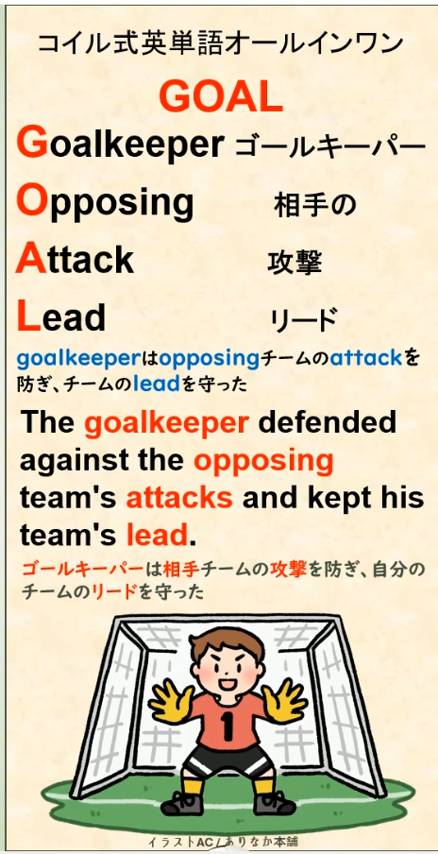 コイル式英単語オールインワン
GOAL
Goalkeeper ゴールキーパー
Opposing 相手の
Attack 攻撃
Lead リード
goalkeeperはopposingチームのattackを
防ぎ、チームのleadを守った
The goalkeeper defended
against the opposing
team's attacks and kept his
team's lead.
ゴールキーパーは相手チームの攻撃を防ぎ、自分の
チームのリードを守った
1
イラストAC/ありなか本舗